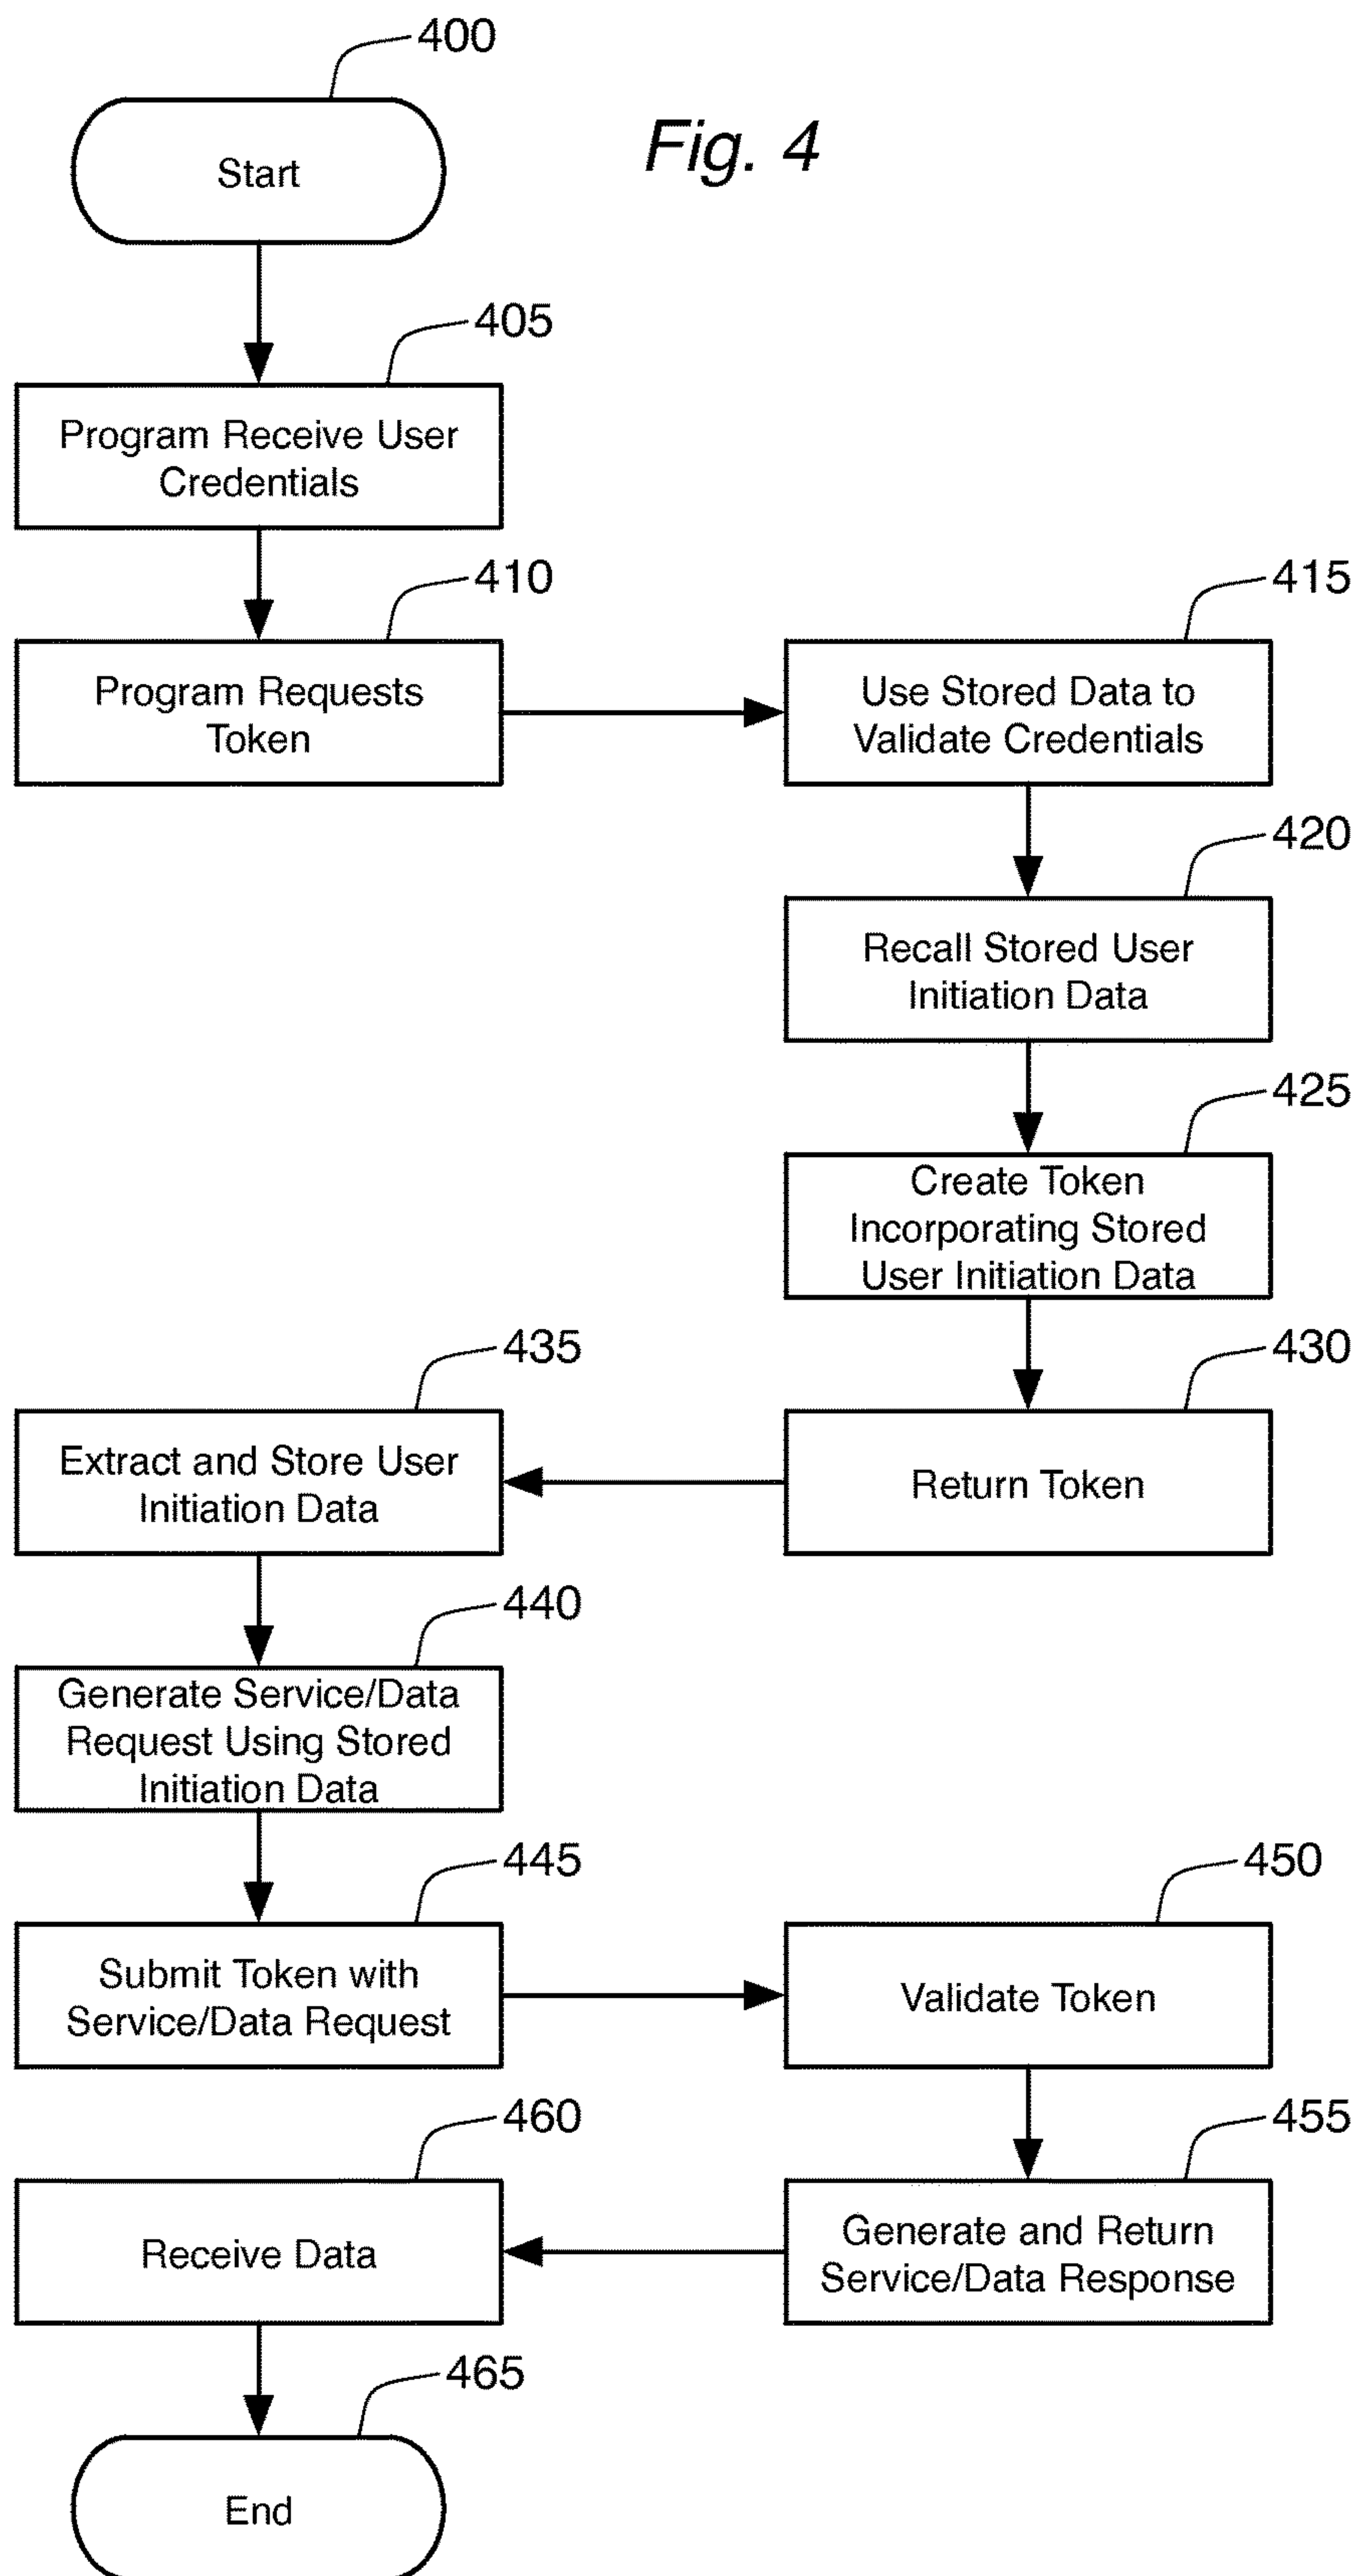 400
Fig. 4
Start
405
Program Receive User
Credentials
410
Program Requests
Token
415
Use Stored Data to
Validate Credentials
420
Recall Stored User
Initiation Data
425
Create Token
Incorporating Stored
User Initiation Data
430
Return Token
435
Extract and Store User
Initiation Data
440
Generate Service/Data
Request Using Stored
Initiation Data
445
Submit Token with
Service/Data Request
450
Validate Token
455
Generate and Return
Service/Data Response
460
Receive Data
465
End